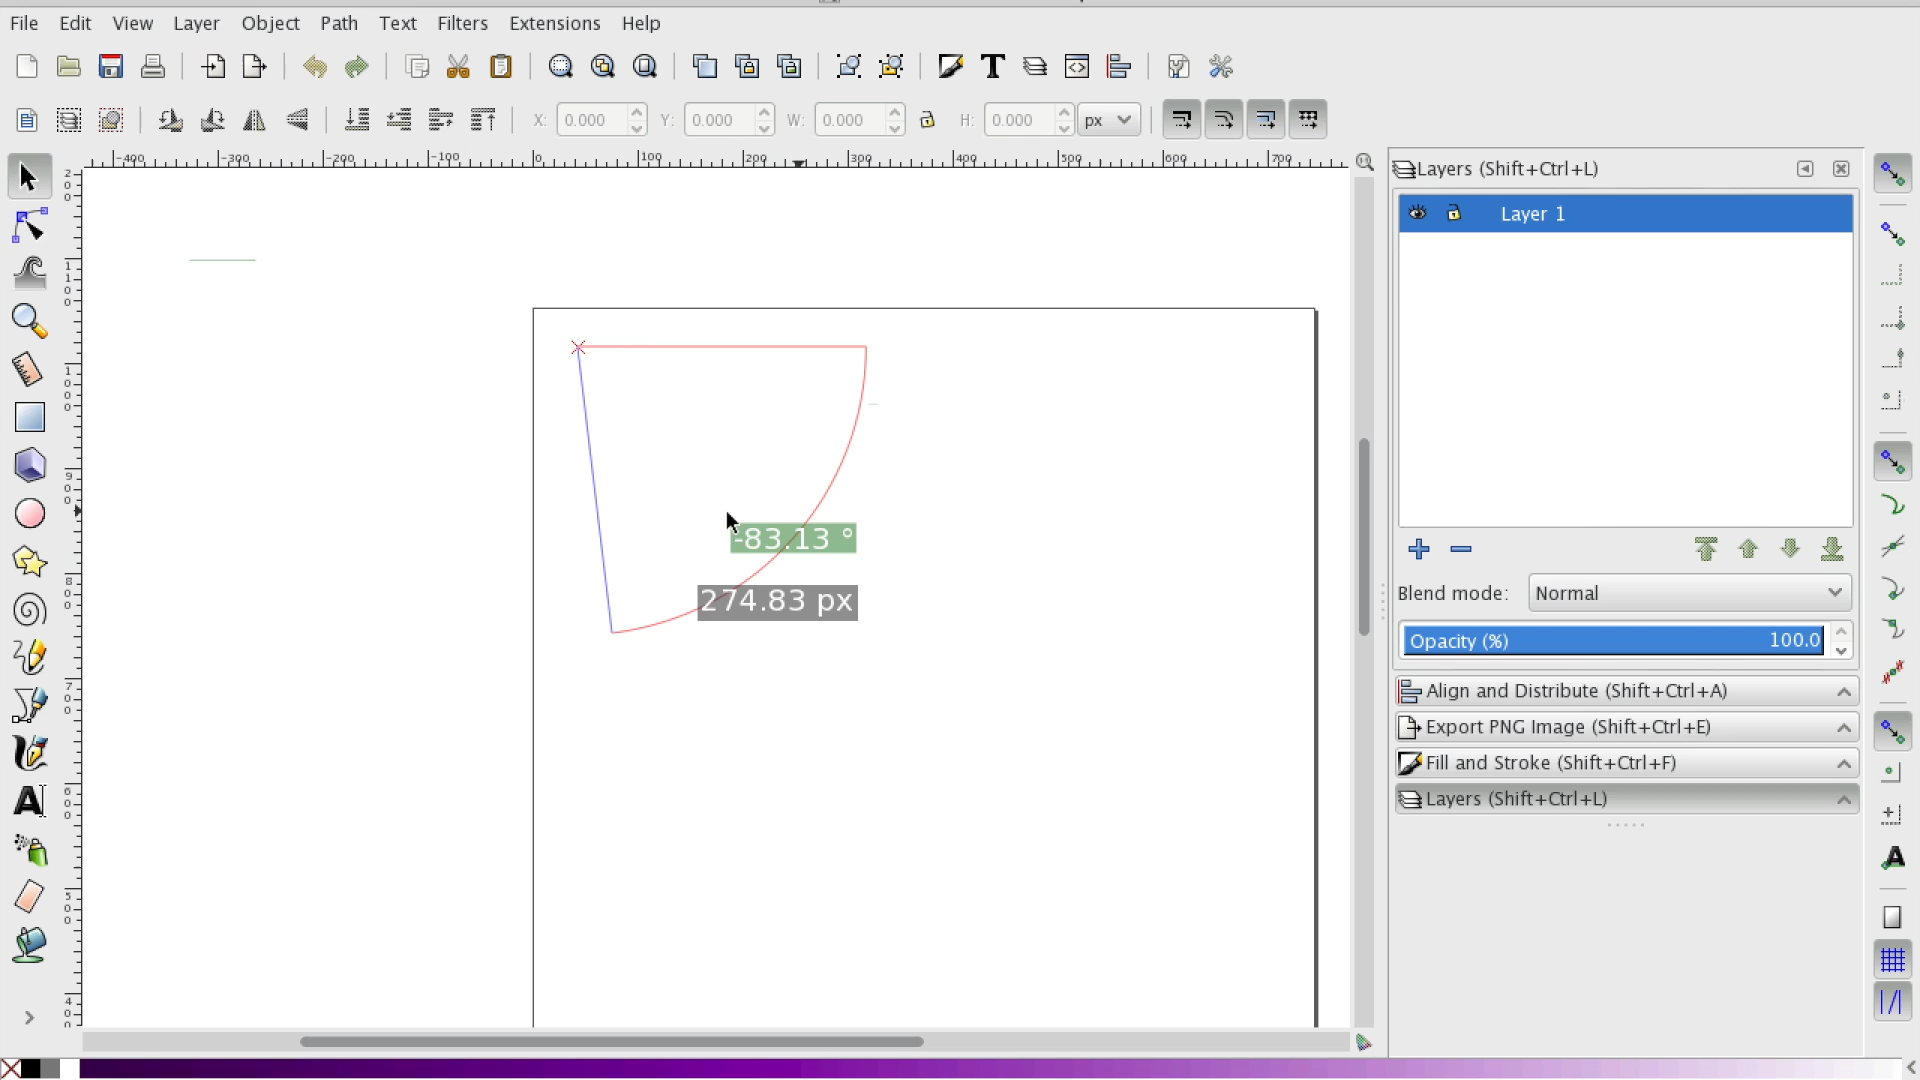 File Edit View Layer Object Path Text Filters Extensions Help
X: 0.000 Y: 0.000 W: 0.000 H: 0.000 px
-400 -300 -200 -100 0 100 200 300 400 500 600 700
Layers (Shift+Ctrl+L)
Layer 1
-83.13 °
274.83 px
Blend mode: Normal
Opacity (%) 100.0
Align and Distribute (Shift+Ctrl+A)
Export PNG Image (Shift+Ctrl+E)
Fill and Stroke (Shift+Ctrl+F)
Layers (Shift+Ctrl+L)